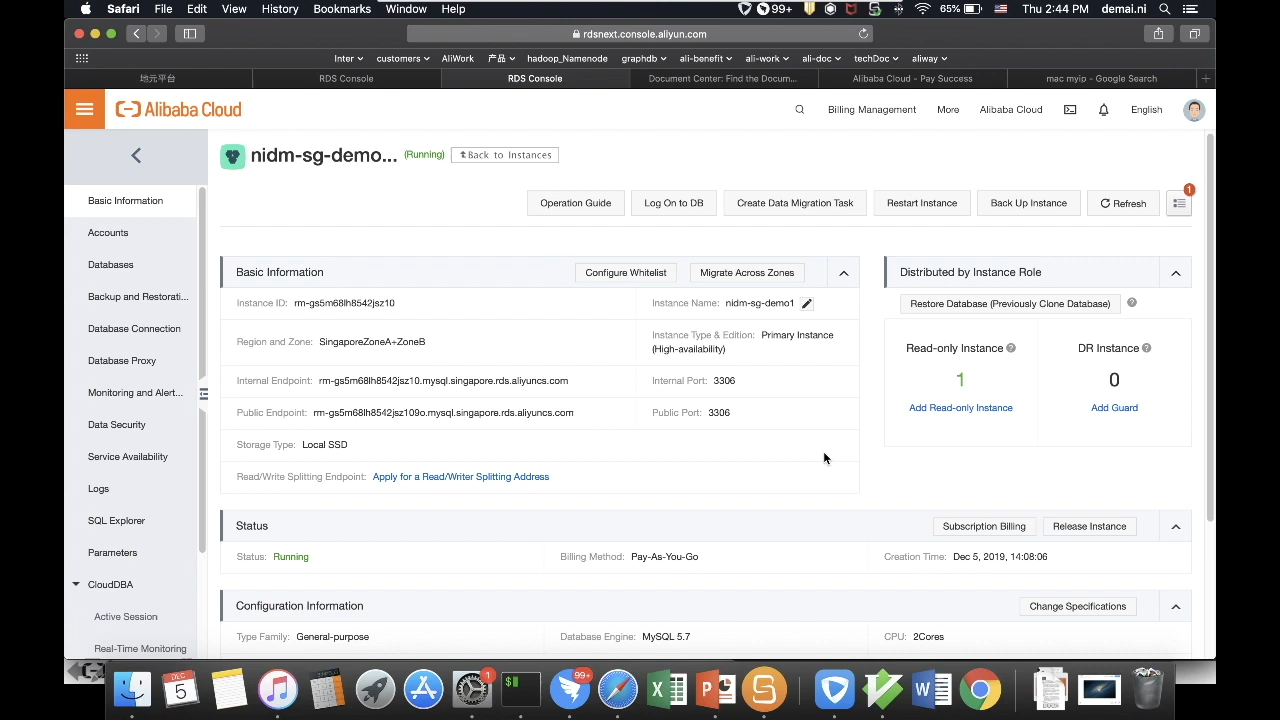 Safari File Edit View History Bookmarks Window Help 99+ 65% Thu 2:44 PM demai.ni
rdsnext.console.aliyun.com
Inter customers AliWork 产品 hadoop_Namenode graphdb ali-benefit ali-work ali-doc techDoc aliway
地元平台 RDS Console RDS Console Document Center: Find the Docum... Alibaba Cloud - Pay Success mac myip - Google Search
Alibaba Cloud Billing Management More Alibaba Cloud English
nidm-sg-demo... (Running) Back to Instances
Operation Guide Log On to DB Create Data Migration Task Restart Instance Back Up Instance Refresh 1
Basic Information
Accounts
Databases
Backup and Restorati...
Database Connection
Database Proxy
Monitoring and Alert...
Data Security
Service Availability
Logs
SQL Explorer
Parameters
CloudDBA
Active Session
Real-Time Monitoring
Basic Information Configure Whitelist Migrate Across Zones
Instance ID: rm-gs5m68lh8542jsz10 Instance Name: nidm-sg-demo1
Region and Zone: SingaporeZoneA+ZoneB Instance Type & Edition: Primary Instance
(High-availability)
Internal Endpoint: rm-gs5m68lh8542jsz10.mysql.singapore.rds.aliyuncs.com Internal Port: 3306
Public Endpoint: rm-gs5m68lh8542jsz109o.mysql.singapore.rds.aliyuncs.com Public Port: 3306
Storage Type: Local SSD
Read/Write Splitting Endpoint: Apply for a Read/Writer Splitting Address
Distributed by Instance Role
Restore Database (Previously Clone Database)
Read-only Instance DR Instance
1 0
Add Read-only Instance Add Guard
Status Subscription Billing Release Instance
Status: Running Billing Method: Pay-As-You-Go Creation Time: Dec 5, 2019, 14:08:06
Configuration Information Change Specifications
Type Family: General-purpose Database Engine: MySQL 5.7 CPU: 2Cores
DEC
5 1 99+